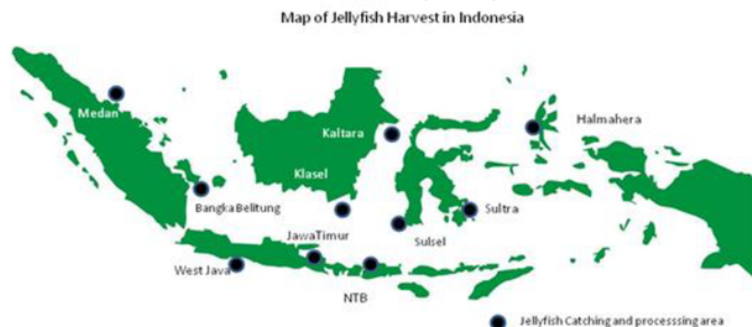 Map of Jellyfish Harvest in Indonesia
Medan
Kaltara
Halmahera
Klasel
Bangka Belitung
Sultra
JawaTimur
Sulsel
West Java
NTB
Jellyfish Catching and processsing area